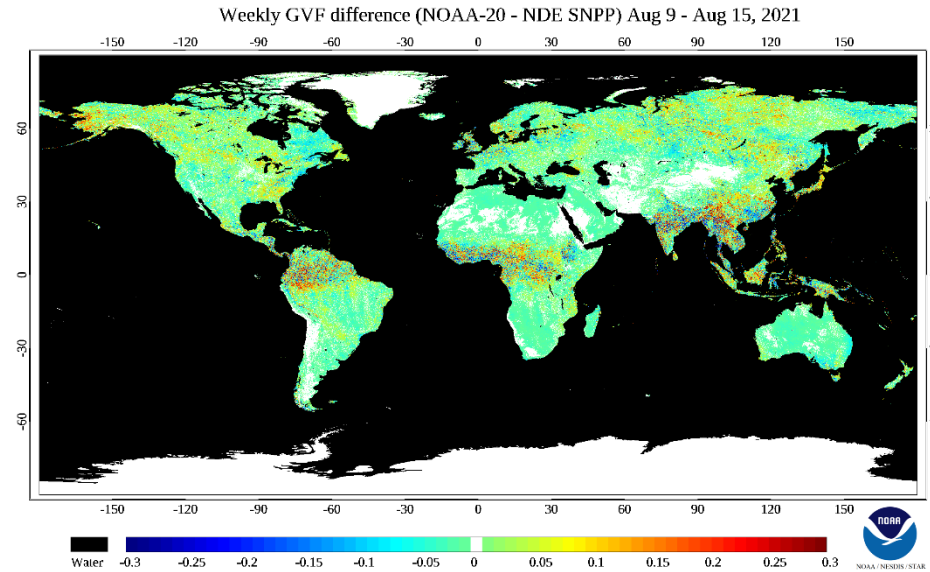 Weekly GVF difference (NOAA-20 - NDE SNPP) Aug 9 - Aug 15, 2021
-150 -120 -90 -60 -30 0 30 60 90 120 150
60
30
0
-30
-60
-150 -120 -90 -60 -30 0 30 60 90 120 150
Water -0.3 -0.25 -0.2 -0.15 -0.1 -0.05 0 0.05 0.1 0.15 0.2 0.25 0.3
NOAA
NOAA / NESDIS / STAR